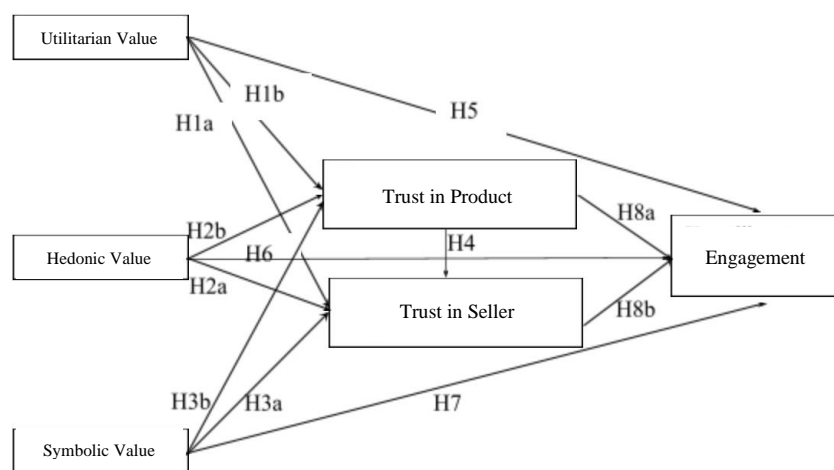 Utilitarian Value
H1b
H5
H1a
Trust in Product
H8a
H2b
H4
Hedonic Value
H6
Engagement
H2a
Trust in Seller
H8b
H3b
H3a
H7
Symbolic Value